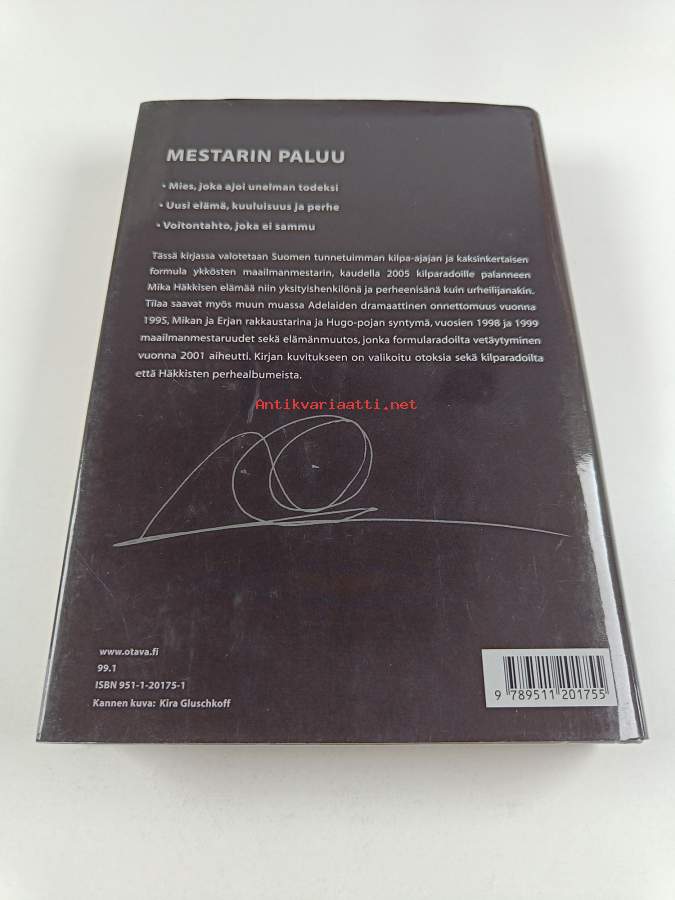 MESTARIN PALUU
• Mies, joka ajoi unelman todeksi
• Uusi elämä, kuuluisuus ja perhe
• Voitontahto, joka ei sammu
Tässä kirjassa valotetaan Suomen tunnetuimman kilpa-ajajan ja kaksinkertaisen
formula ykkösten maailmanmestarin, kaudella 2005 kilparadoille palanneen
Mika Häkkisen elämää niin yksityishenkilönä ja perheenisänä kuin urheilijanakin.
Tilaa saavat myös muun muassa Adelaiden dramaattinen onnettomuus vuonna
1995, Mikan ja Erjan rakkaustarina ja Hugo-pojan syntymä, vuosien 1998 ja 1999
maailmanmestaruudet sekä elämänmuutos, jonka formularadoilta vetäytyminen
vuonna 2001 aiheutti. Kirjan kuvitukseen on valikoitu otoksia sekä kilparadoilta
että Häkkisten perhealbumeista.
Antikvariaatti.net
www.otava.fi
99.1
ISBN 951-1-20175-1
Kannen kuva: Kira Gluschkoff
9 789511 201755